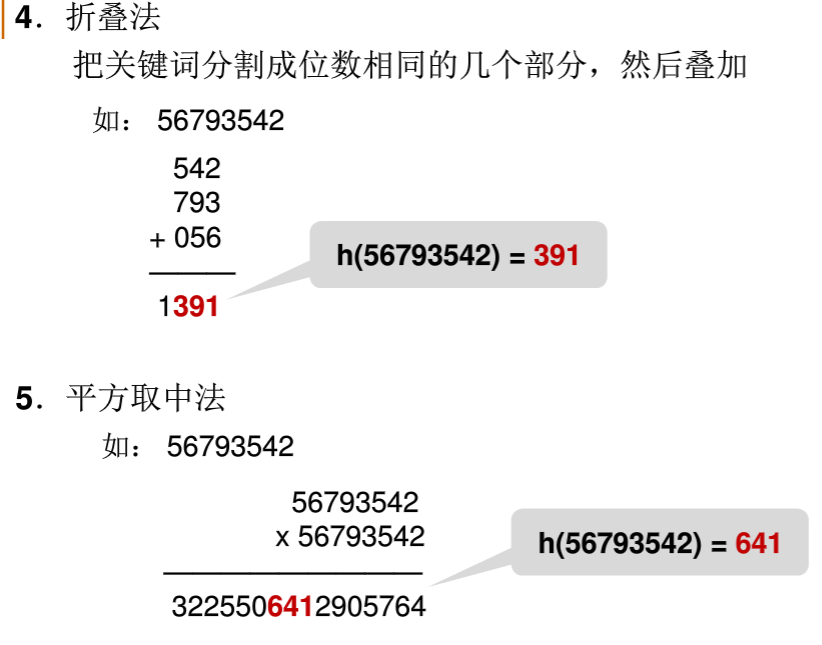 4. 折叠法
把关键词分割成位数相同的几个部分，然后叠加
如： 56793542
542
793
+ 056
1391
h(56793542) = 391
5. 平方取中法
如： 56793542
56793542
x 56793542
3225506412905764
h(56793542) = 641